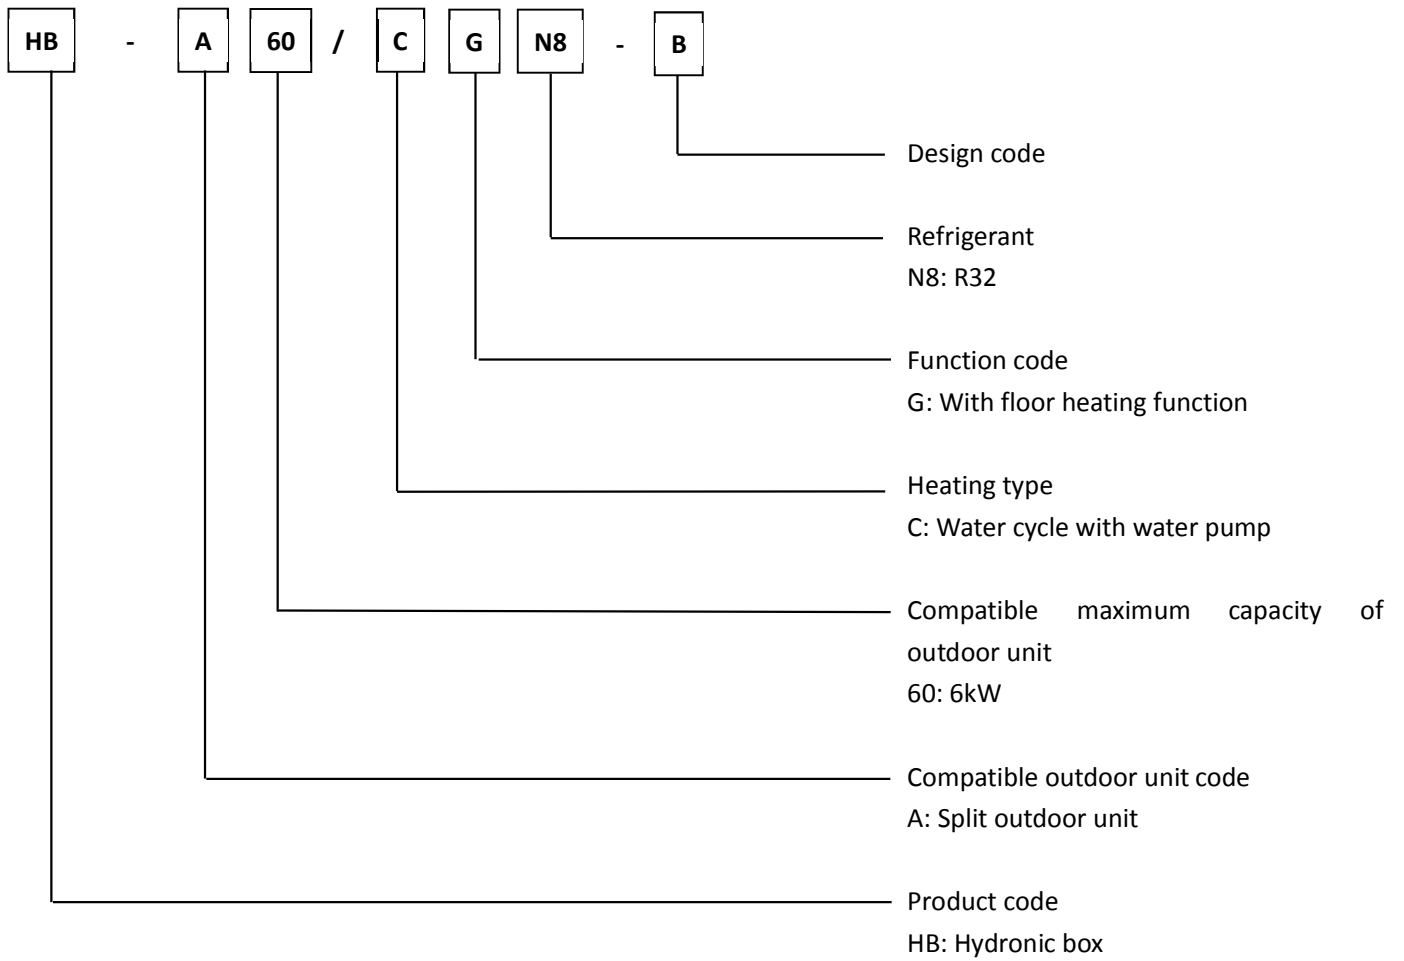 HB - A 60 / C G N8 - B
Design code
Refrigerant
N8: R32
Function code
G: With floor heating function
Heating type
C: Water cycle with water pump
Compatible maximum capacity of
outdoor unit
60: 6kW
Compatible outdoor unit code
A: Split outdoor unit
Product code
HB: Hydronic box